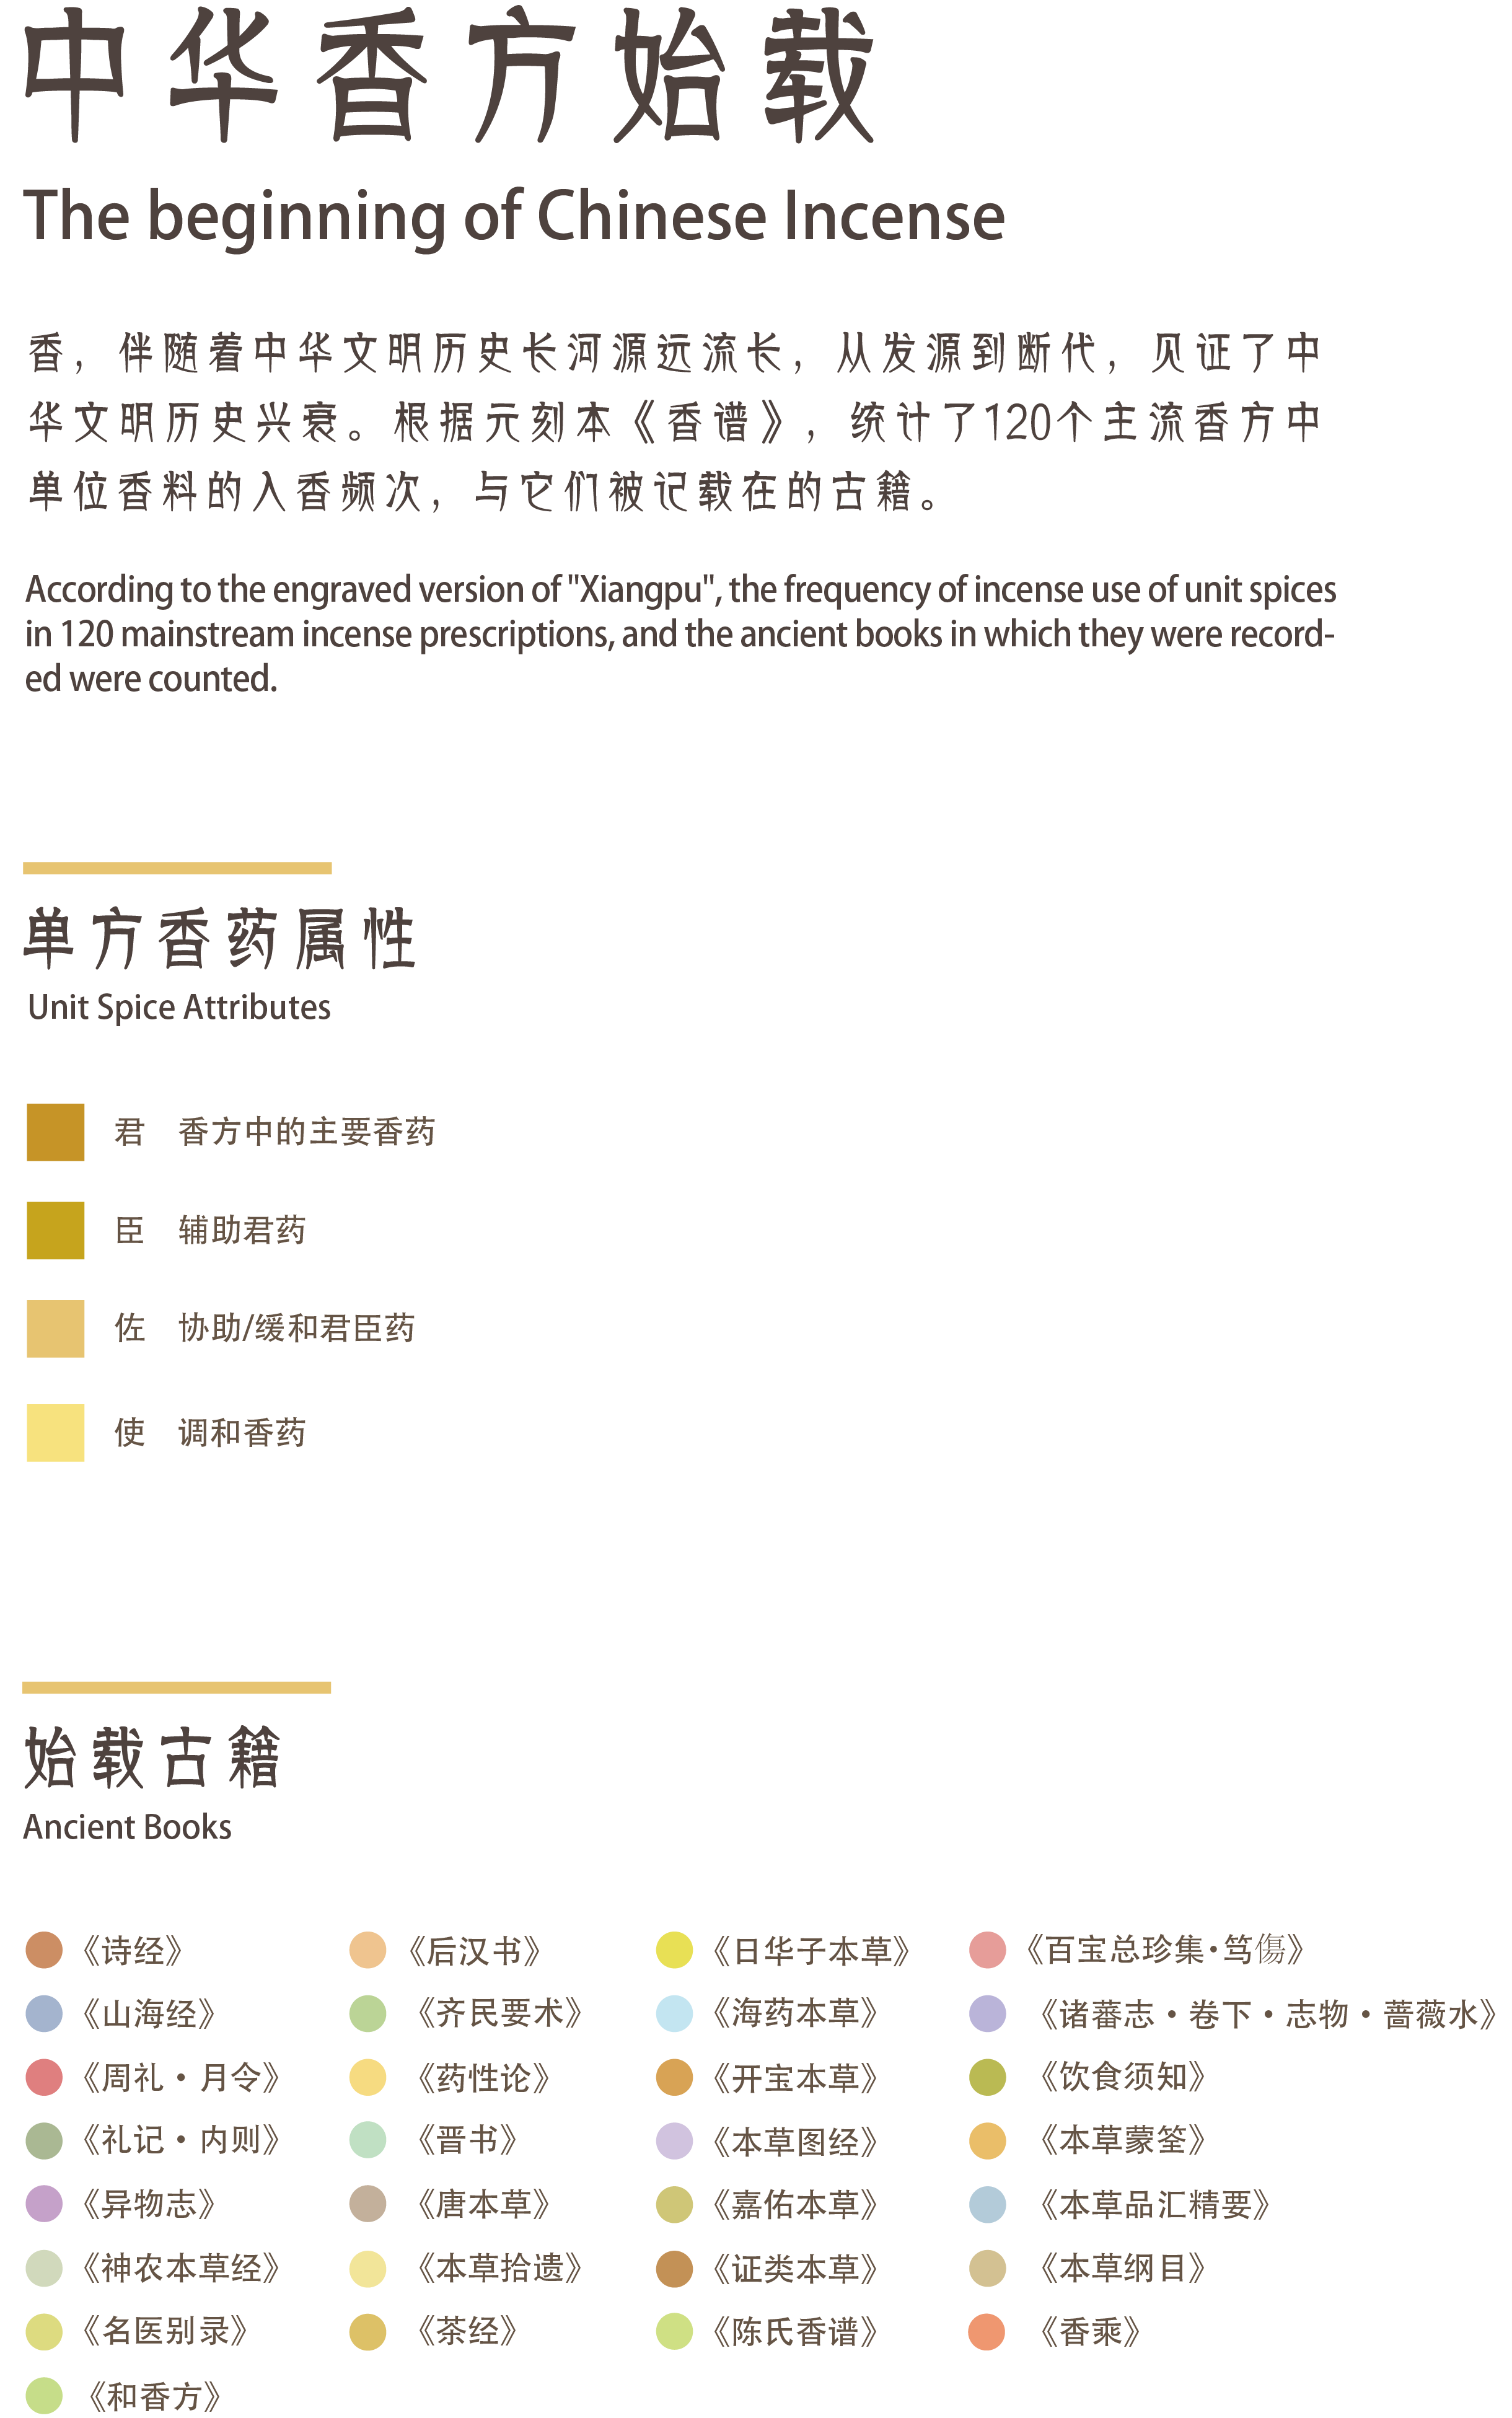 中华香方始载
The beginning of Chinese Incense
香，伴随着中华文明历史长河源远流长，从发源到断代，见证了中
华文明历史兴衰。根据元刻本《香谱》，统计了120个主流香方中
单位香料的入香频次，与它们被记载在的古籍。
According to the engraved version of "Xiangpu", the frequency of incense use of unit spices
in 120 mainstream incense prescriptions, and the ancient books in which they were record-
ed were counted.
单方香药属性
Unit Spice Attributes
君 香方中的主要香药
臣 辅助君药
佐 协助/缓和君臣药
使 调和香药
始载古籍
Ancient Books
《诗经》
《山海经》
《周礼·月令》
《礼记·内则》
《异物志》
《神农本草经》
《名医别录》
《和香方》
《后汉书》
《齐民要术》
《药性论》
《晋书》
《唐本草》
《本草拾遗》
《茶经》
《日华子本草》
《海药本草》
《开宝本草》
《本草图经》
《嘉佑本草》
《证类本草》
《陈氏香谱》
《百宝总珍集·笃傷》
《诸蕃志·卷下·志物·蔷薇水》
《饮食须知》
《本草蒙筌》
《本草品汇精要》
《本草纲目》
《香乘》